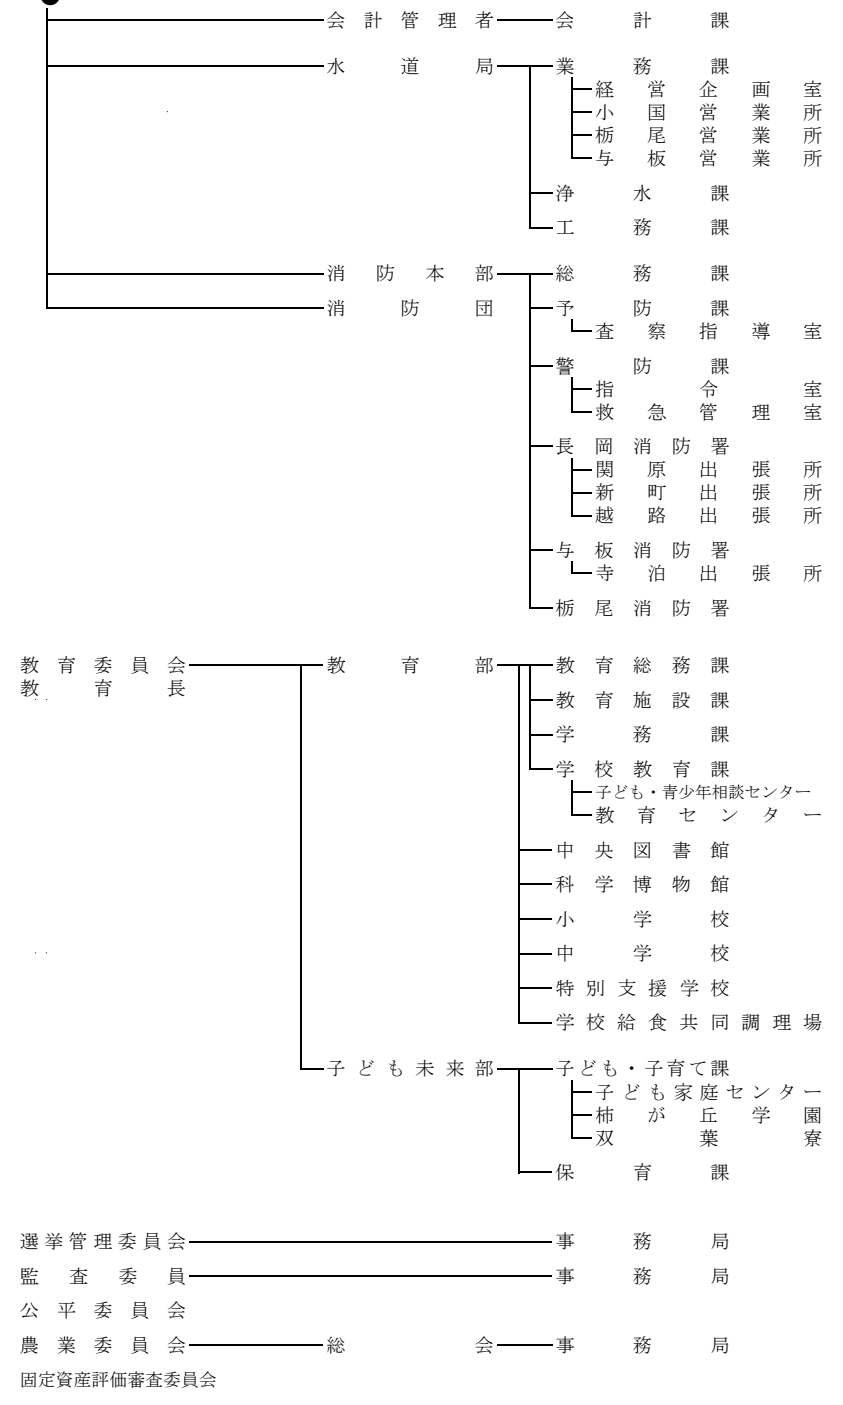 会計管理者 会計課
水道局 業務課
経営企画室
小国営業所
栃尾営業所
与板営業所
浄水課
工務課
消防本部 総務課
消防団 予防課
査察指導室
警防課
指令室
救急管理室
長岡消防署
関原出張所
新町出張所
越路出張所
与板消防署
寺泊出張所
栃尾消防署
教育委員会 教育部 教育総務課
教育長
教育施設課
学務課
学校教育課
子ども・青少年相談センター
教育センター
中央図書館
科学博物館
小学校
中学校
特別支援学校
学校給食共同調理場
子ども未来部 子ども・子育て課
子ども家庭センター
柿が丘学園
双葉寮
保育課
選挙管理委員会 事務局
監査委員 事務局
公平委員会
農業委員会 総会 事務局
固定資産評価審査委員会